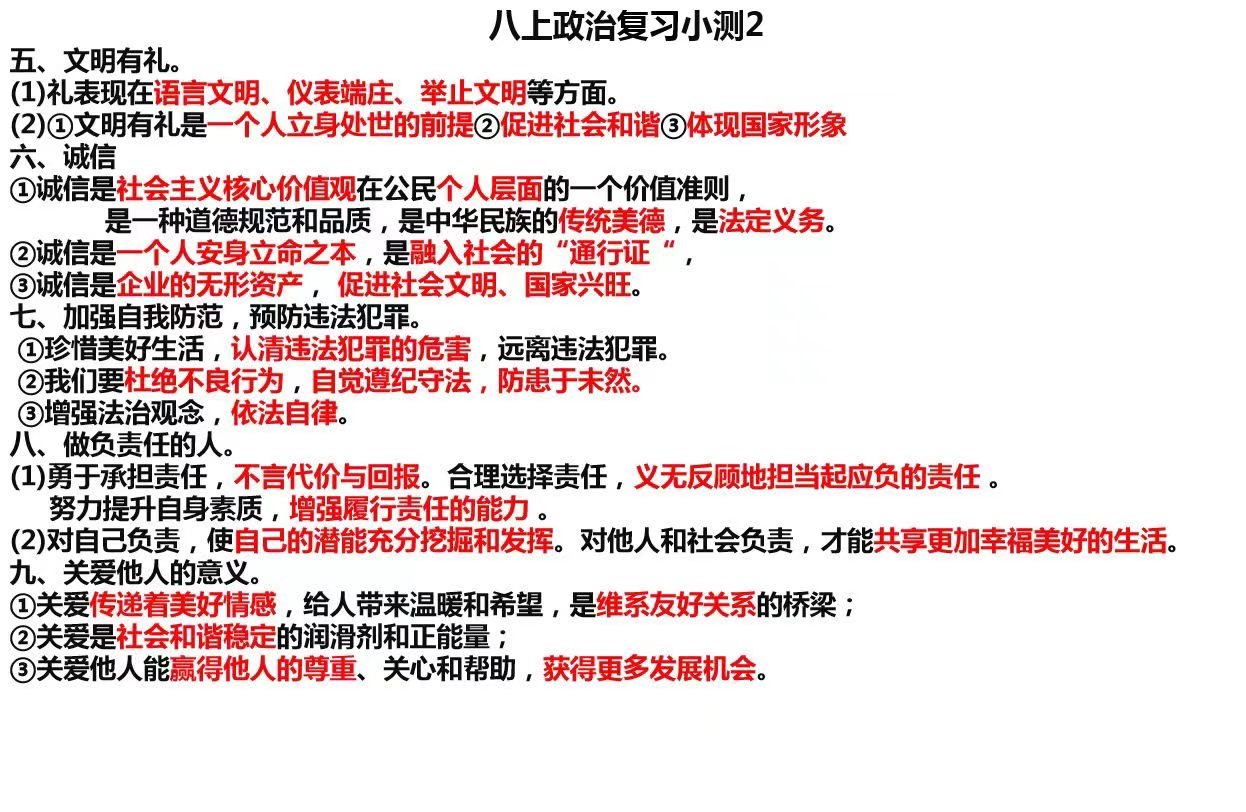 八上政治复习小测2
五、文明有礼。
(1)礼表现在语言文明、仪表端庄、举止文明等方面。
(2)①文明有礼是一个人立身处世的前提②促进社会和谐③体现国家形象
六、诚信
①诚信是社会主义核心价值观在公民个人层面的一个价值准则，
是一种道德规范和品质，是中华民族的传统美德，是法定义务。
②诚信是一个人安身立命之本，是融入社会的“通行证“，
③诚信是企业的无形资产， 促进社会文明、国家兴旺。
七、加强自我防范，预防违法犯罪。
①珍惜美好生活，认清违法犯罪的危害，远离违法犯罪。
②我们要杜绝不良行为，自觉遵纪守法，防患于未然。
③增强法治观念，依法自律。
八、做负责任的人。
(1)勇于承担责任，不言代价与回报。合理选择责任，义无反顾地担当起应负的责任 。
努力提升自身素质，增强履行责任的能力 。
(2)对自己负责，使自己的潜能充分挖掘和发挥。对他人和社会负责，才能共享更加幸福美好的生活。
九、关爱他人的意义。
①关爱传递着美好情感，给人带来温暖和希望，是维系友好关系的桥梁；
②关爱是社会和谐稳定的润滑剂和正能量；
③关爱他人能赢得他人的尊重、关心和帮助，获得更多发展机会。